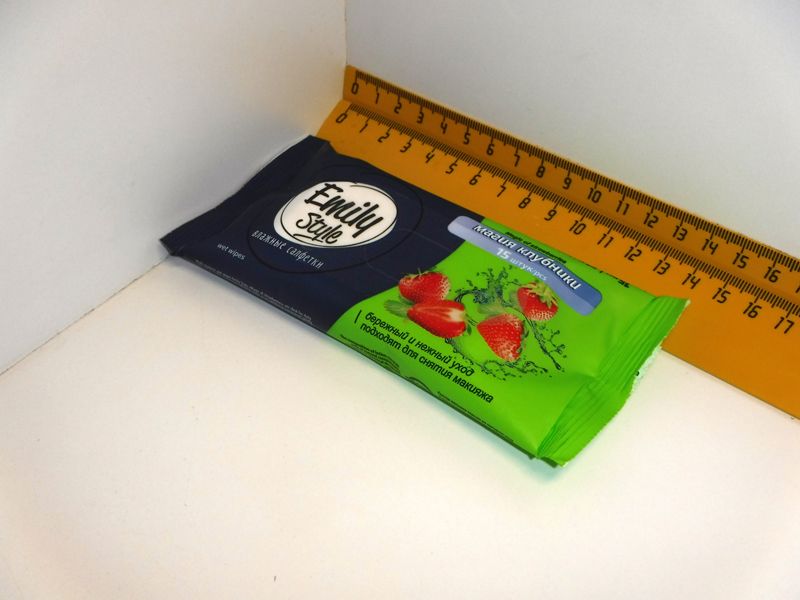 0 1 2 3 4 5 6 7 8 9 10 11 12 13 14 15 16
0 1 2 3 4 5 6 7 8 9 10 11 12 13 14 15 16 17
Emily
Style
влажные салфетки
wet wipes
магия клубники
15 штук/pcs.
бережный и нежный уход
подходят для снятия макияжа